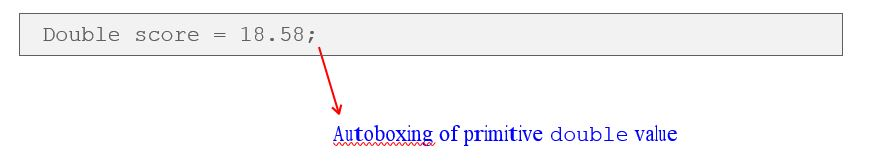 Double score = 18.58;
Autoboxing of primitive double value